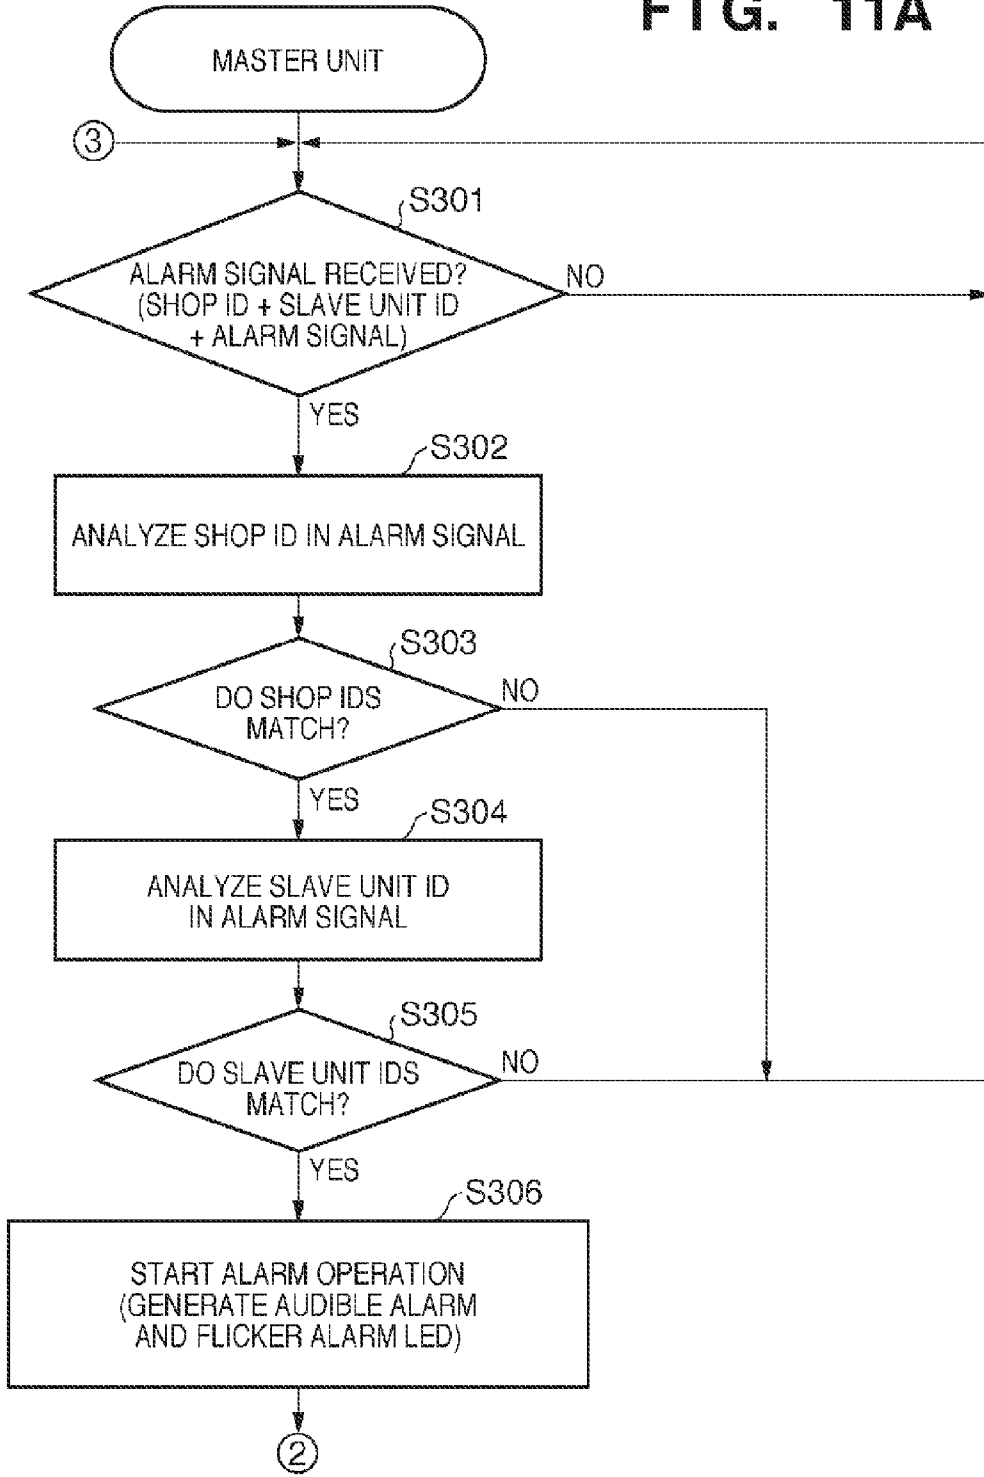 FIG. 11A
MASTER UNIT
3
S301
ALARM SIGNAL RECEIVED?
(SHOP ID + SLAVE UNIT ID
+ ALARM SIGNAL)
NO
YES
S302
ANALYZE SHOP ID IN ALARM SIGNAL
S303
DO SHOP IDS
MATCH?
NO
YES
S304
ANALYZE SLAVE UNIT ID
IN ALARM SIGNAL
S305
DO SLAVE UNIT IDS
MATCH?
NO
YES
S306
START ALARM OPERATION
(GENERATE AUDIBLE ALARM
AND FLICKER ALARM LED)
2